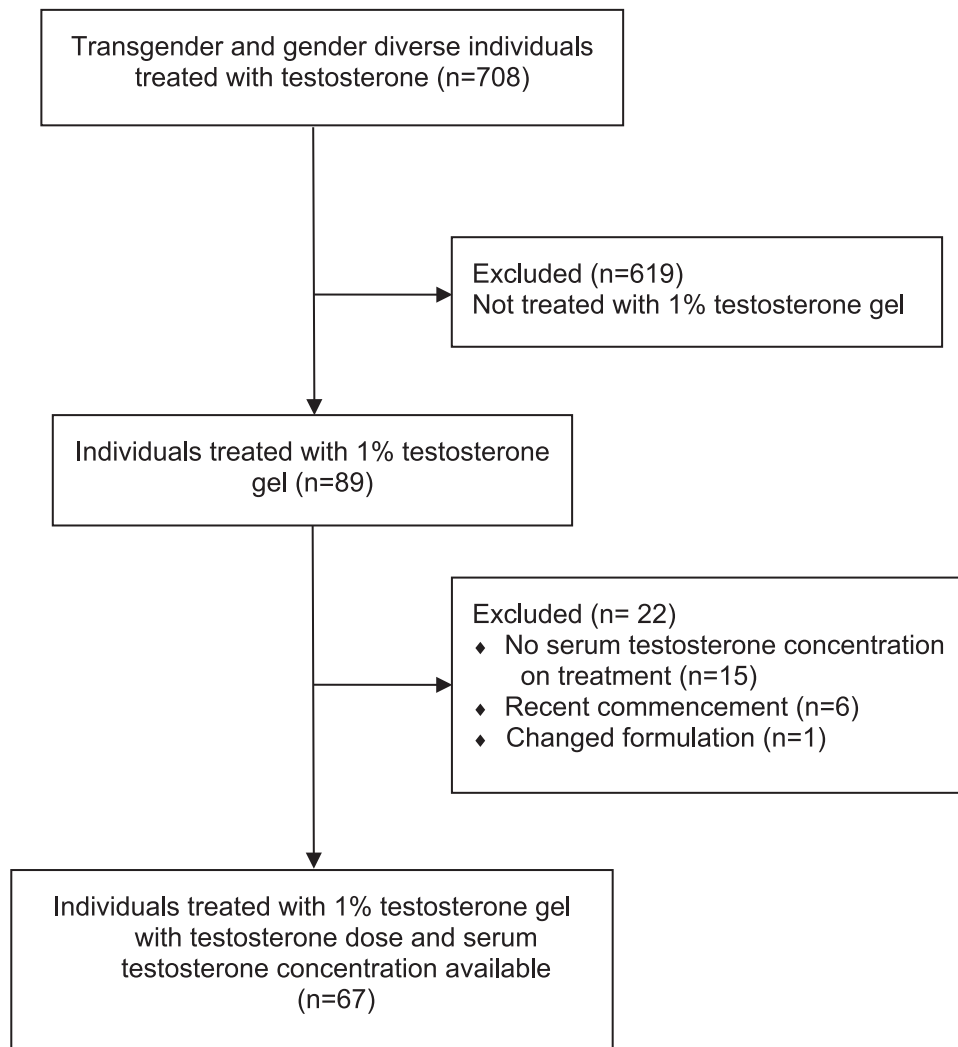 Transgender and gender diverse individuals
treated with testosterone (n=708)
Excluded (n=619)
Not treated with 1% testosterone gel
Individuals treated with 1% testosterone
gel (n=89)
Excluded (n= 22)
♦ No serum testosterone concentration
on treatment (n=15)
♦ Recent commencement (n=6)
♦ Changed formulation (n=1)
Individuals treated with 1% testosterone gel
with testosterone dose and serum
testosterone concentration available
(n=67)